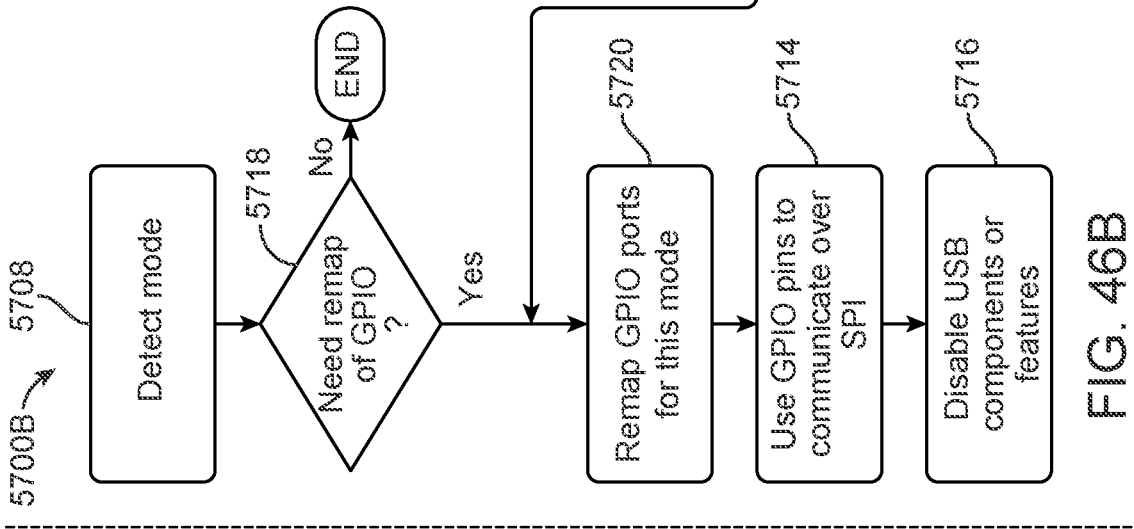 5700B
5708
Detect mode
5718
Need remap
of GPIO
?
No
END
Yes
5720
Remap GPIO ports
for this mode
5714
Use GPIO pins to
communicate over
SPI
5716
Disable USB
components or
features
FIG. 46B